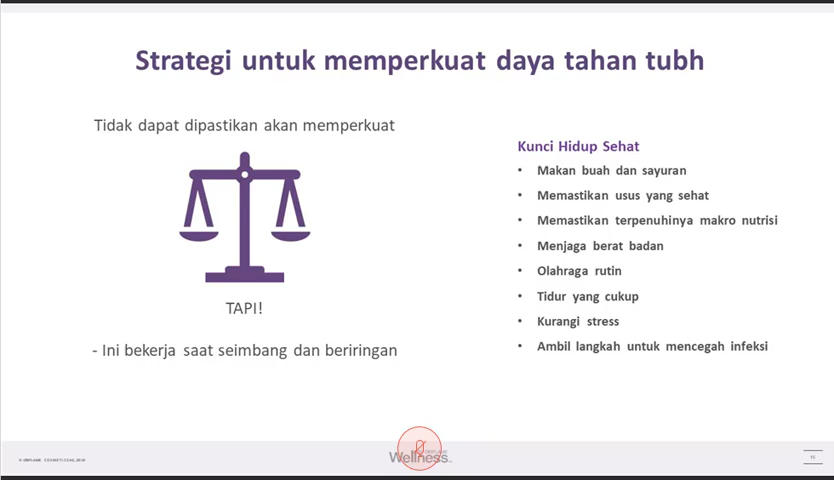 Strategi untuk memperkuat daya tahan tubh
Tidak dapat dipastikan akan memperkuat
TAPI!
- Ini bekerja saat seimbang dan beriringan
Kunci Hidup Sehat
• Makan buah dan sayuran
• Memastikan usus yang sehat
• Memastikan terpenuhinya makro nutrisi
• Menjaga berat badan
• Olahraga rutin
• Tidur yang cukup
• Kurangi stress
• Ambil langkah untuk mencegah infeksi
Wellness
15